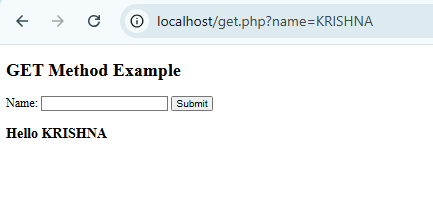 localhost/get.php?name=KRISHNA
GET Method Example
Name: Submit
Hello KRISHNA